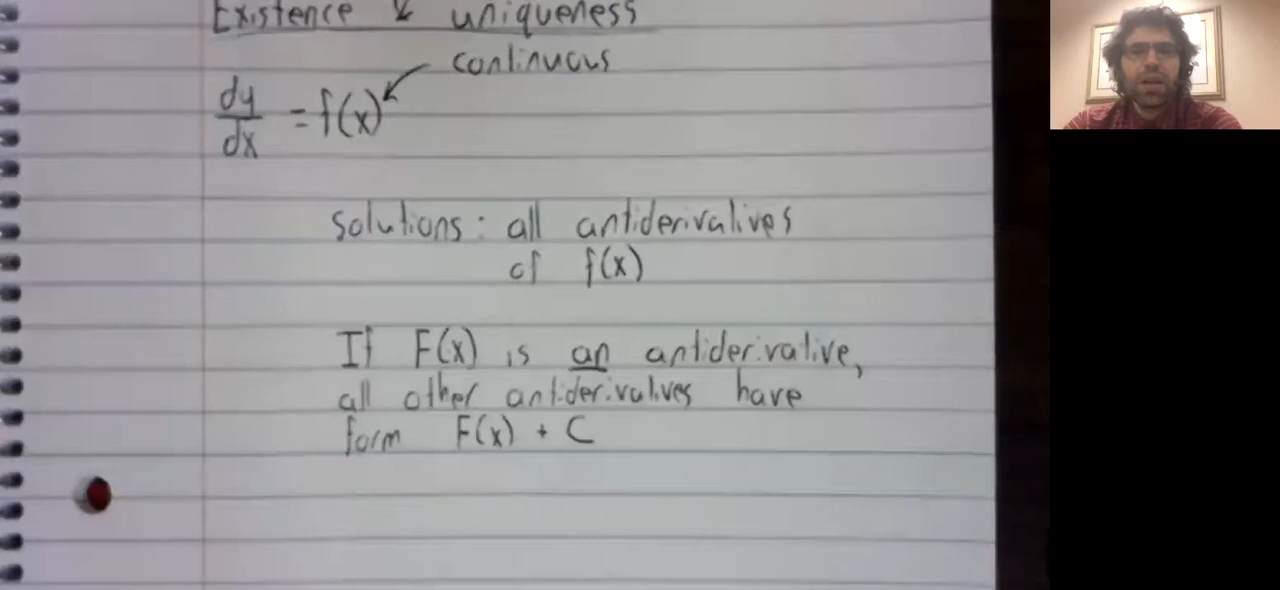 Existence & uniqueness
continuous
dy/dx = f(x)
solutions: all antiderivatives
of f(x)
If F(x) is an antiderivative,
all other antiderivatives have
form F(x) + C